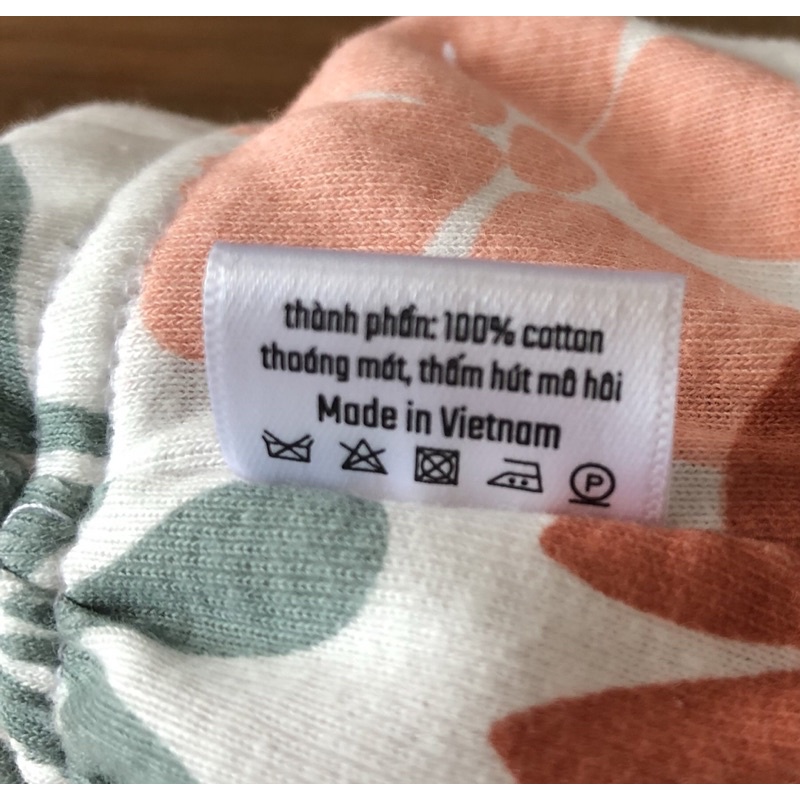 thành phần: 100% cotton
thoáng mát, thấm hút mồ hôi
Made in Vietnam
P